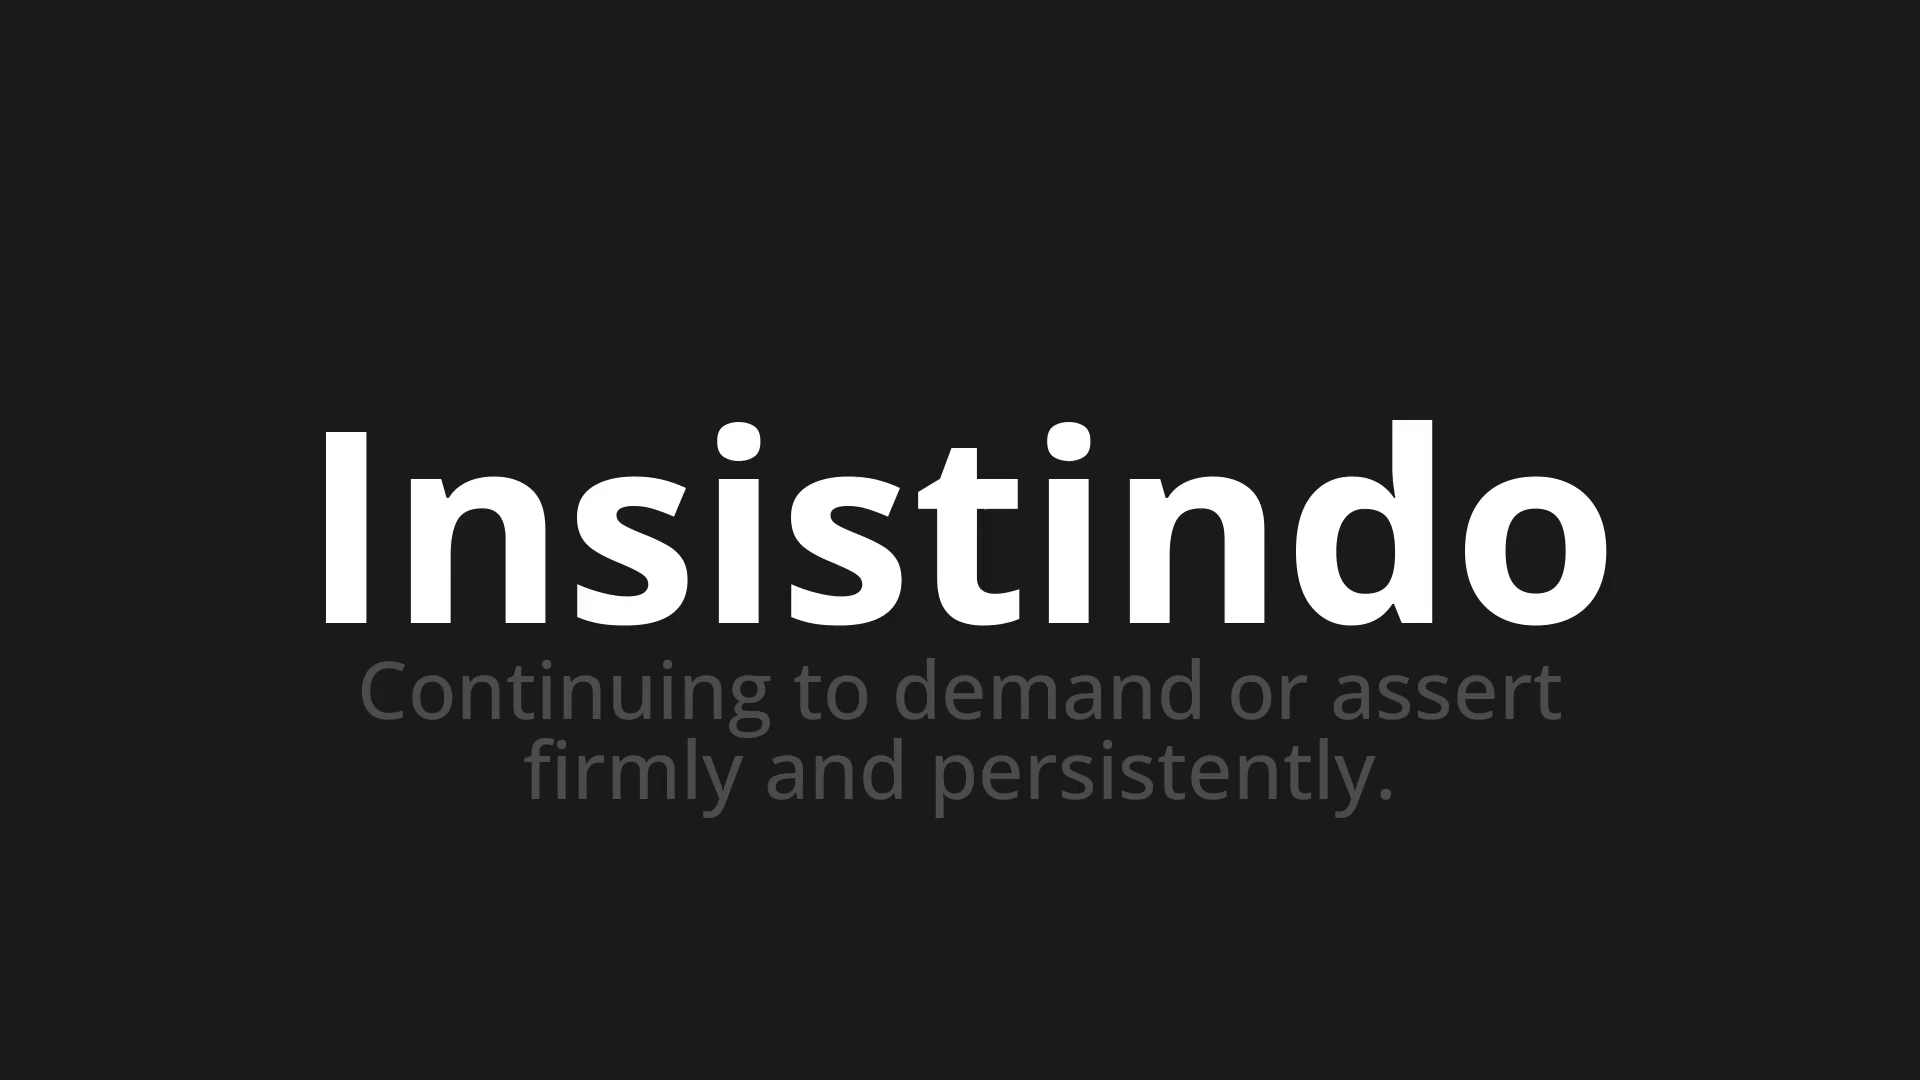 Insistindo
Continuing to demand or assert
firmly and persistently.